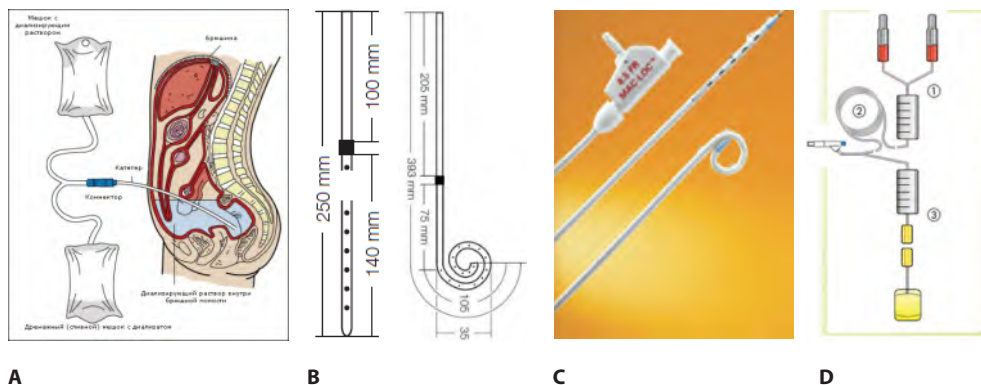 Мешок с
диализирующим
раствором
Брюшина
Катетер
Коннектор
Диализирующий раствор внутри
брюшной полости
Дренажный (сливной) мешок с диализатом
A
250 mm
100 mm
140 mm
205 mm
393 mm
75 mm
105
35
B
8.5 FR
MAC-LOC™
C
1
2
3
D